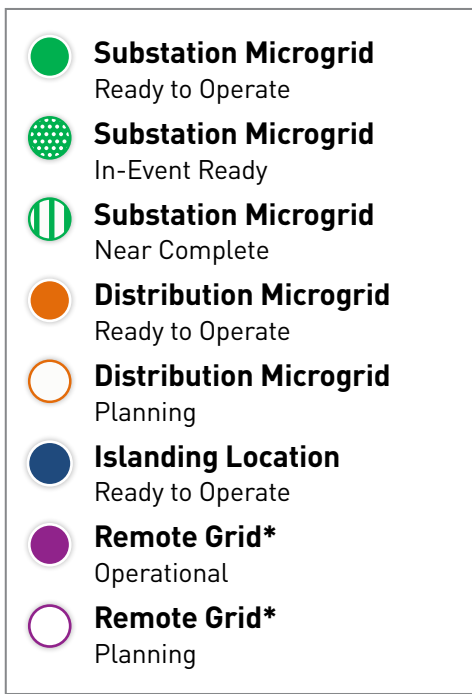 Substation Microgrid
Ready to Operate
Substation Microgrid
In-Event Ready
Substation Microgrid
Near Complete
Distribution Microgrid
Ready to Operate
Distribution Microgrid
Planning
Islanding Location
Ready to Operate
Remote Grid*
Operational
Remote Grid*
Planning